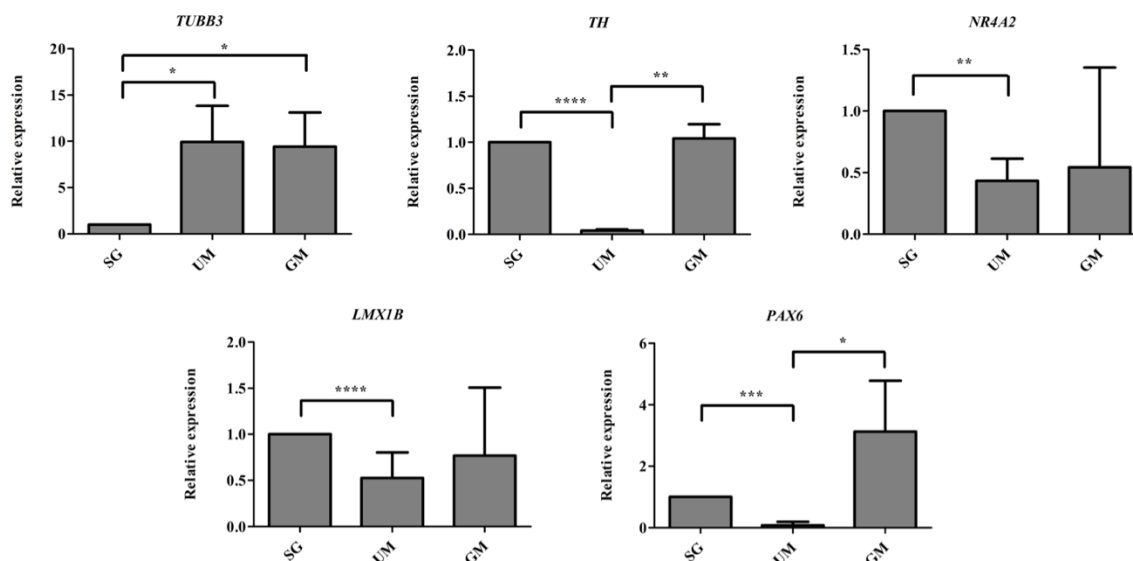 TUBB3
Relative expression
20
15
10
5
0
*
*
SG
UM
GM
TH
Relative expression
2.0
1.5
1.0
0.5
0.0
****
**
SG
UM
GM
NR4A2
Relative expression
1.5
1.0
0.5
0.0
**
SG
UM
GM
LMX1B
Relative expression
2.0
1.5
1.0
0.5
0.0
****
SG
UM
GM
PAX6
Relative expression
6
4
2
0
***
*
SG
UM
GM